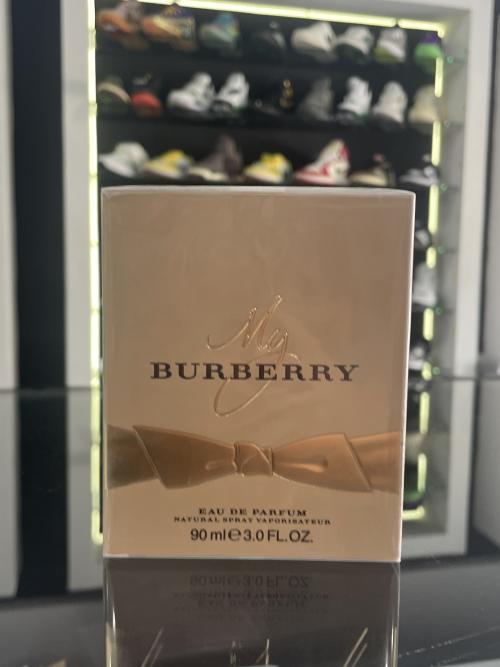 My
BURBERRY
EAU DE PARFUM
NATURAL SPRAY VAPORISATEUR
90 ml ℮ 3.0 FL.OZ.